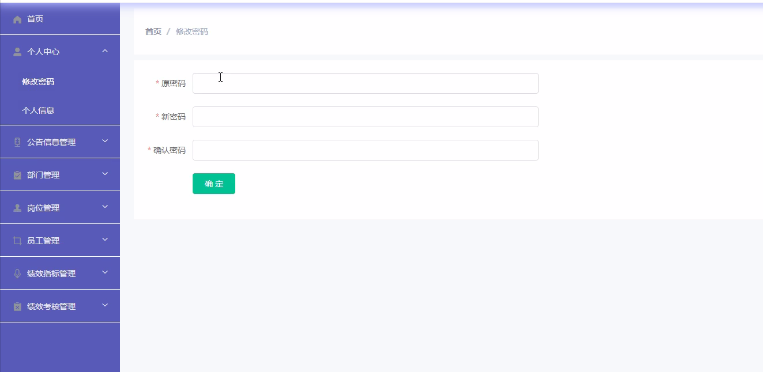 首页
个人中心
修改密码
个人信息
公告信息管理
部门管理
岗位管理
员工管理
绩效指标管理
绩效考核管理
首页 / 修改密码
* 原密码
* 新密码
* 确认密码
确 定